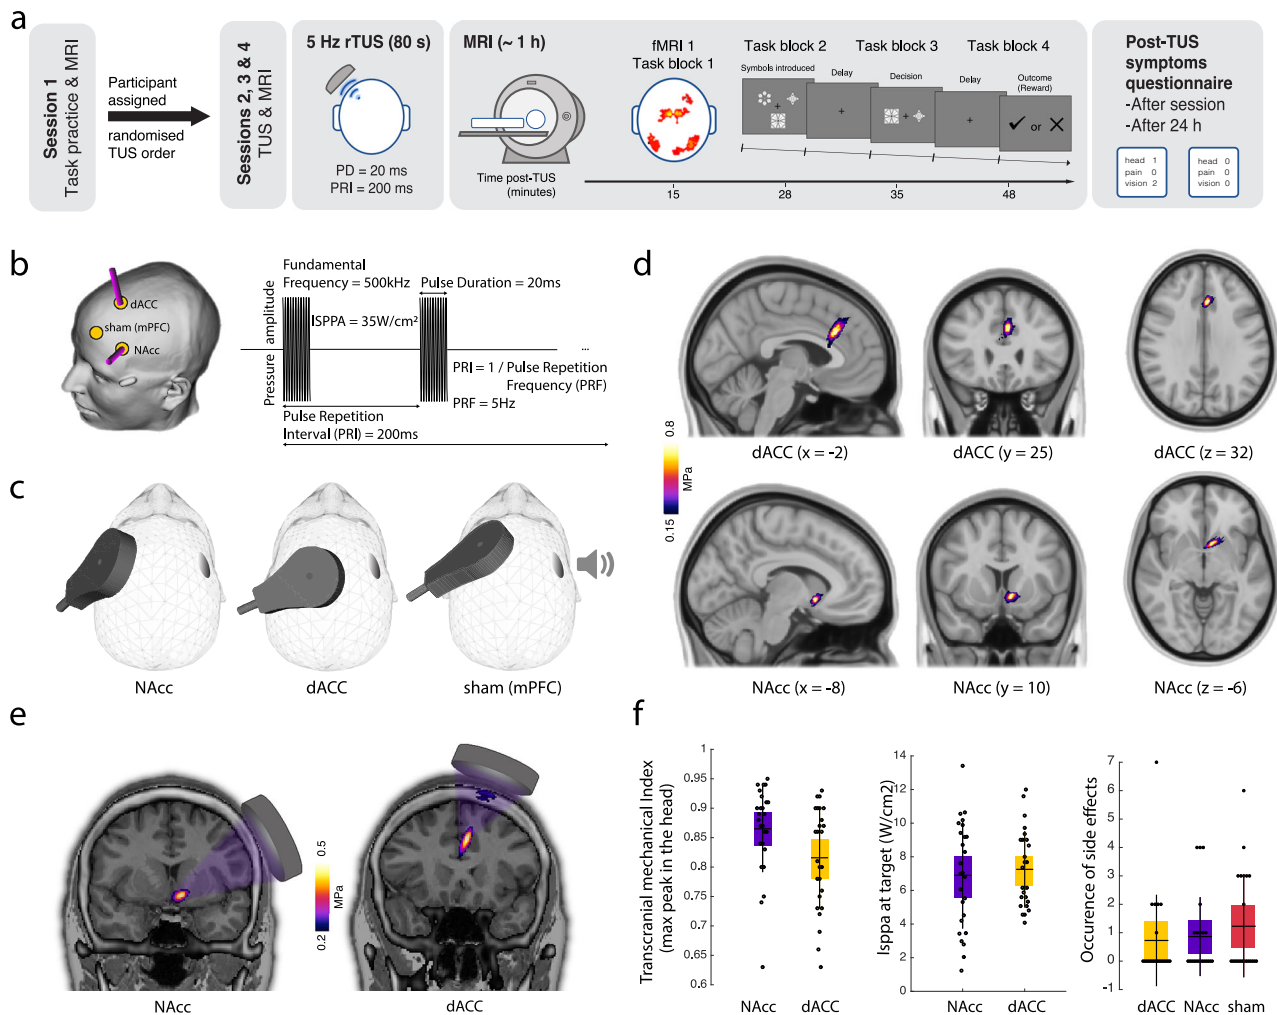 a
Session 1
Task practice & MRI
Participant
assigned
randomised
TUS order
Sessions 2, 3 & 4
TUS & MRI
5 Hz rTUS (80 s)
PD = 20 ms
PRI = 200 ms
MRI (~ 1 h)
Time post-TUS
(minutes)
fMRI 1
Task block 1
Task block 2
Task block 3
Task block 4
Symbols introduced
Delay
Decision
Delay
Outcome
(Reward)
or
15
28
35
48
Post-TUS
symptoms
questionnaire
-After session
-After 24 h
head 1
pain 0
vision 2
head 0
pain 0
vision 0
b
dACC
sham (mPFC)
NAcc
Pressure amplitude
Fundamental
Frequency = 500kHz
Pulse Duration = 20ms
ISPPA = 35W/cm²
...
PRI = 1 / Pulse Repetition
Frequency (PRF)
PRF = 5Hz
Pulse Repetition
Interval (PRI) = 200ms
c
NAcc
dACC
sham (mPFC)
d
dACC (x = -2)
dACC (y = 25)
dACC (z = 32)
0.8
MPa
0.15
NAcc (x = -8)
NAcc (y = 10)
NAcc (z = -6)
e
0.5
MPa
0.2
NAcc
dACC
f
Transcranial mechanical Index
(max peak in the head)
1
0.95
0.9
0.85
0.8
0.75
0.7
0.65
0.6
NAcc
dACC
Isppa at target (W/cm2)
14
12
10
8
6
4
2
0
NAcc
dACC
Occurence of side effects
7
6
5
4
3
2
1
0
-1
dACC
NAcc
sham